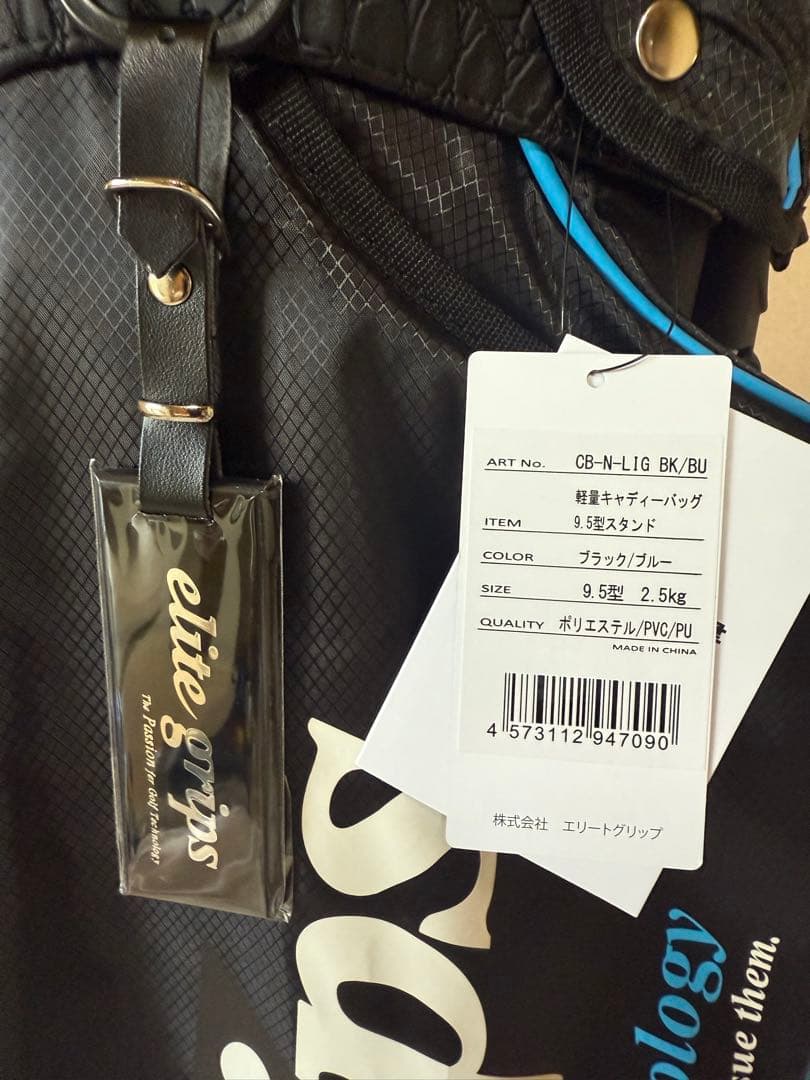 elite grips
The Passion for Golf Technology
ART No. CB-N-LIG BK/BU
軽量キャディーバッグ
ITEM 9.5型スタンド
COLOR ブラック/ブルー
SIZE 9.5型 2.5kg
QUALITY ポリエステル/PVC/PU
MADE IN CHINA
4 573112 947090
株式会社 エリートグリップ
ology
sue them.